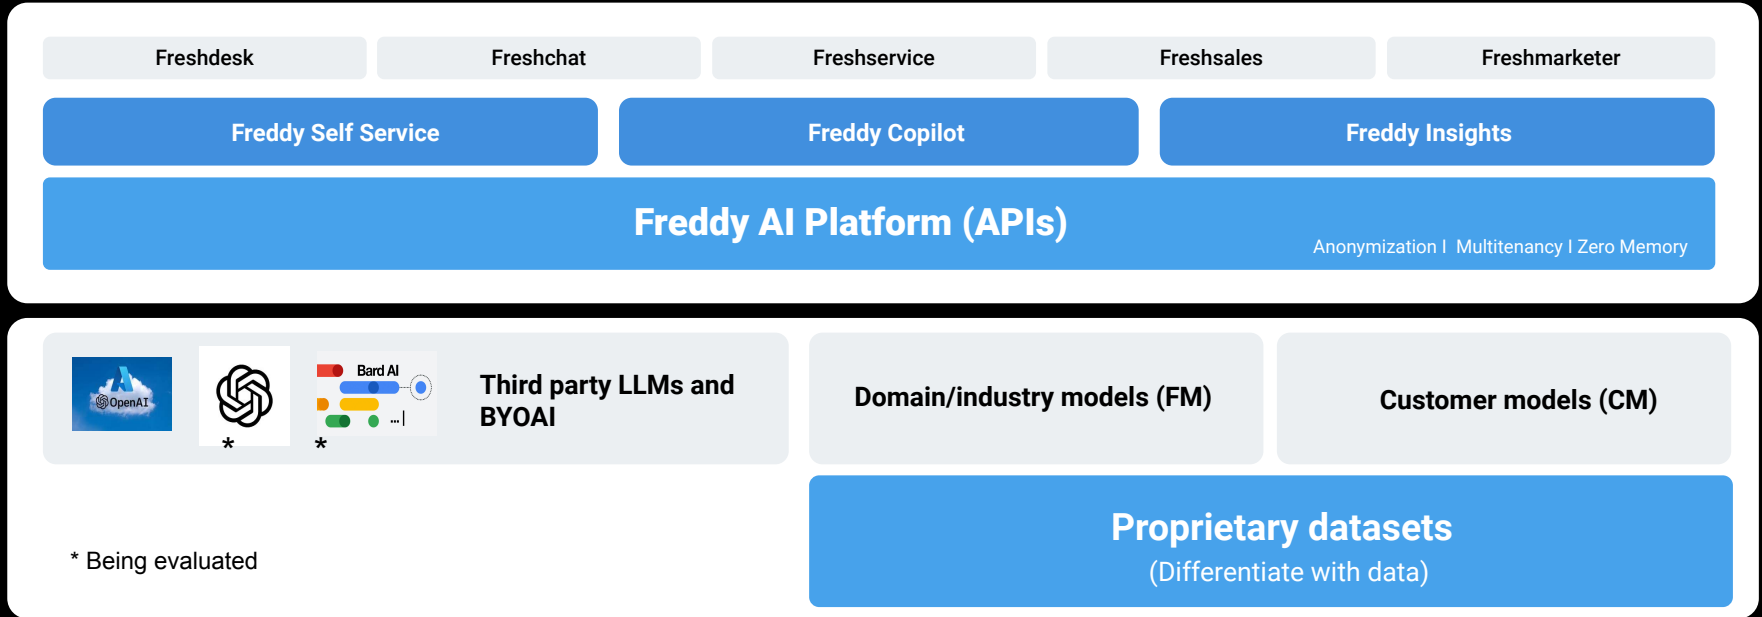 Freshdesk
Freshchat
Freshservice
Freshsales
Freshmarketer
Freddy Self Service
Freddy Copilot
Freddy Insights
Freddy AI Platform (APIs)
Anonymization I Multitenancy I Zero Memory
OpenAI
*
Bard AI
...|
*
Third party LLMs and
BYOAI
Domain/industry models (FM)
Customer models (CM)
Proprietary datasets
(Differentiate with data)
* Being evaluated